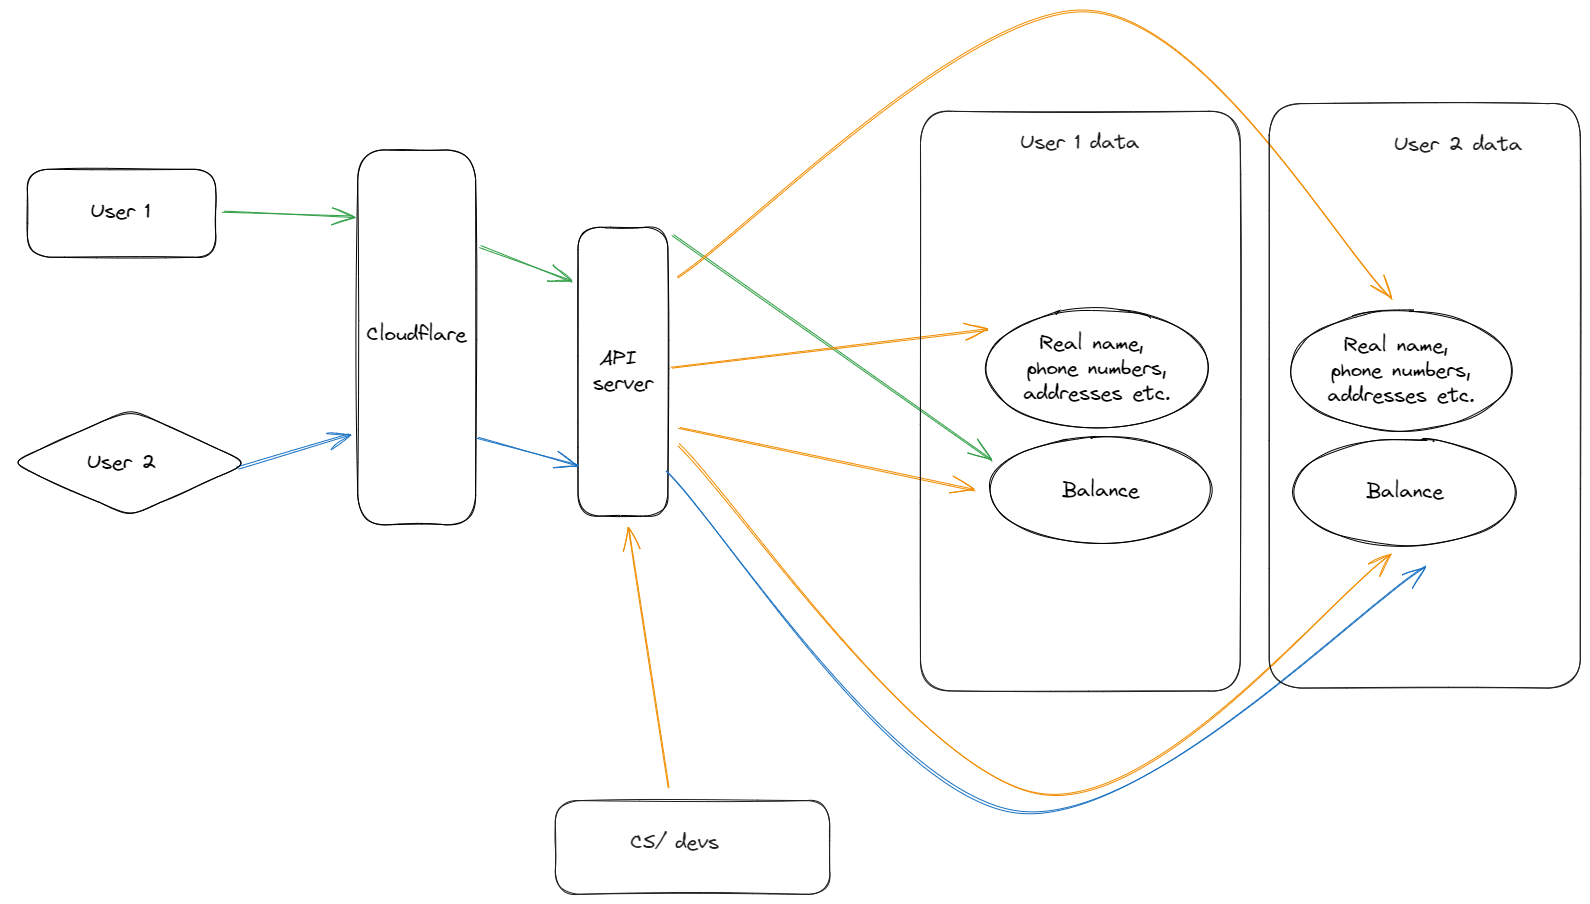 User 1 data
User 2 data
User 1
Cloudflare
API
server
Real name,
phone numbers,
addresses etc.
Real name,
phone numbers,
addresses etc.
User 2
Balance
Balance
CS/ devs